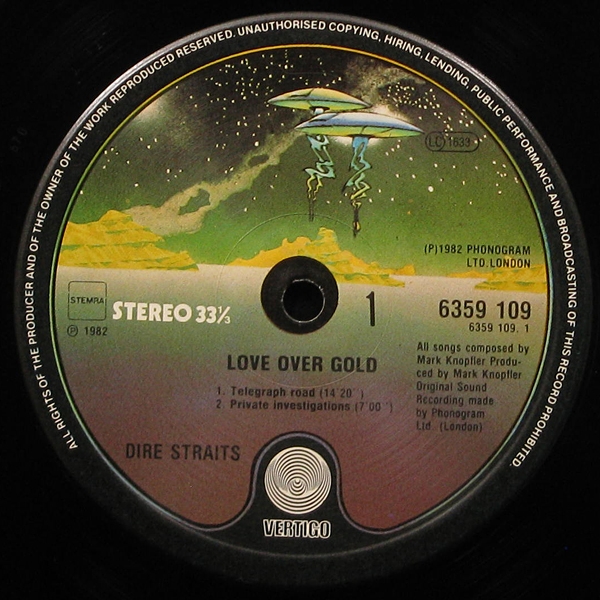 ALL RIGHTS OF THE PRODUCER AND OF THE OWNER OF THE WORK REPRODUCED RESERVED. UNAUTHORISED COPYING, HIRING, LENDING, PUBLIC PERFORMANCE AND BROADCASTING OF THIS RECORD PROHIBITED
LC 1633
(P)1982 PHONOGRAM
LTD. LONDON
STEMRA
STEREO 33⅓
℗ 1982
1
6359 109
6359 109. 1
LOVE OVER GOLD
1. Telegraph road (14'20")
2. Private investigations (7'00")
All songs composed by
Mark Knopfler Produ-
ced by Mark Knopfler
Original Sound
Recording made
by Phonogram
Ltd. (London)
DIRE STRAITS
VERTIGO